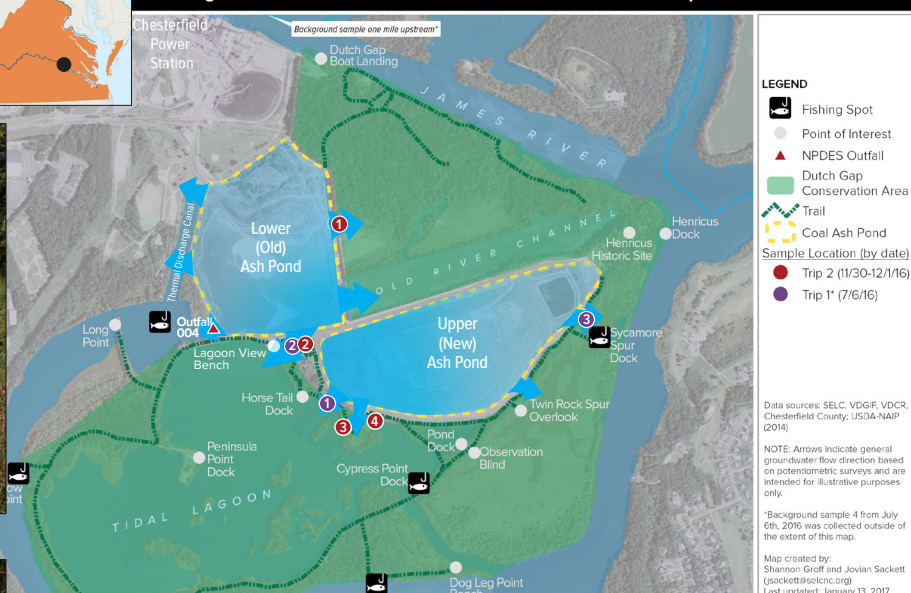 Chesterfield
Power
Station
Background sample one mile upstream*
Dutch Gap
Boat Landing
JAMES RIVER
Thermal Discharge Canal
Lower
(Old)
Ash Pond
1
OLD RIVER CHANNEL
Henricus
Dock
Henricus
Historic Site
Long
Point
Outfall
004
Lagoon View
Bench
2
2
Upper
(New)
Ash Pond
3
Sycamore
Spur
Dock
Horse Tail
Dock
1
3
4
Twin Rock Spur
Overlook
Pond
Dock
Observation
Blind
Peninsula
Point
Dock
Cypress Point
Dock
TIDAL LAGOON
Dog Leg Point
LEGEND
Fishing Spot
Point of Interest
NPDES Outfall
Dutch Gap
Conservation Area
Trail
Coal Ash Pond
Sample Location (by date)
Trip 2 (11/30-12/1/16)
Trip 1* (7/6/16)
Data sources: SELC, VDGIF, VDCR,
Chesterfield County; USDA-NAIP
(2014)
NOTE: Arrows indicate general
groundwater flow direction based
on potentiometric surveys and are
intended for illustrative purposes
only.
*Background sample 4 from July
6th, 2016 was collected outside of
the extent of this map.
Map created by:
Shannon Groff and Jovian Sackett
(jsackett@selcnc.org)
Last updated: January 13, 2017